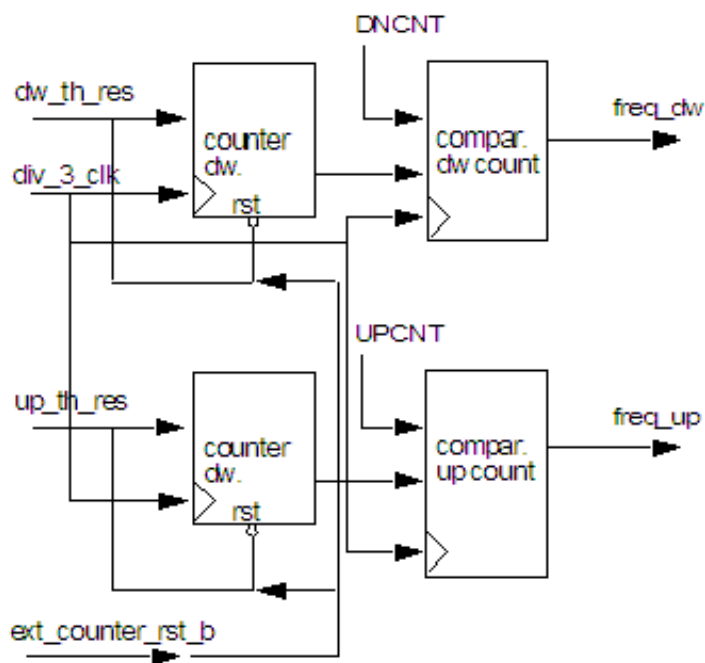 DNCNT
dw_th_res
freq_dw
counter
dw.
compar.
dw count
div_3_clk
rst
UPCNT
up_th_res
freq_up
counter
dw.
compar.
up count
rst
ext_counter_rst_b